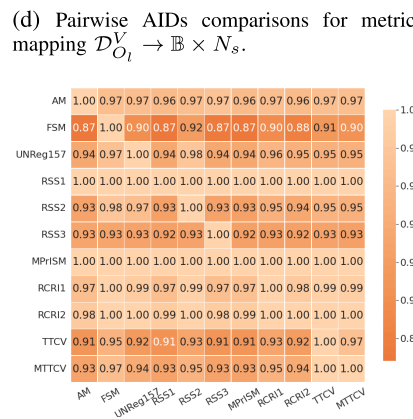 (d) Pairwise AIDs comparisons for metric
mapping $\mathcal{D}^V_{O_l} \rightarrow \mathbb{B} \times N_s$.
AM 1.00 0.97 0.97 0.96 0.97 0.97 0.96 0.97 0.96 0.97 0.97
FSM 0.87 1.00 0.90 0.87 0.92 0.87 0.87 0.90 0.88 0.91 0.90
UNReg157 0.94 0.97 1.00 0.94 0.98 0.94 0.94 0.96 0.95 0.95 0.95
RSS1 1.00 1.00 1.00 1.00 1.00 1.00 1.00 1.00 1.00 1.00 1.00
RSS2 0.93 0.98 0.97 0.93 1.00 0.93 0.93 0.95 0.94 0.95 0.95
RSS3 0.93 0.93 0.93 0.92 0.93 1.00 0.92 0.93 0.92 0.93 0.93
MPrISM 1.00 1.00 1.00 1.00 1.00 1.00 1.00 1.00 1.00 1.00 1.00
RCRI1 0.97 1.00 0.99 0.97 0.99 0.97 0.97 1.00 0.98 0.99 0.99
RCRI2 0.98 1.00 1.00 0.99 1.00 0.98 0.99 1.00 1.00 1.00 1.00
TTCV 0.91 0.95 0.92 0.91 0.93 0.91 0.91 0.93 0.92 1.00 0.97
MTTCV 0.93 0.97 0.94 0.93 0.95 0.93 0.93 0.95 0.94 1.00 1.00
AM FSM UNReg157 RSS1 RSS2 RSS3 MPrISM RCRI1 RCRI2 TTCV MTTCV
1.0
0.9
0.9
0.9
0.9
0.8